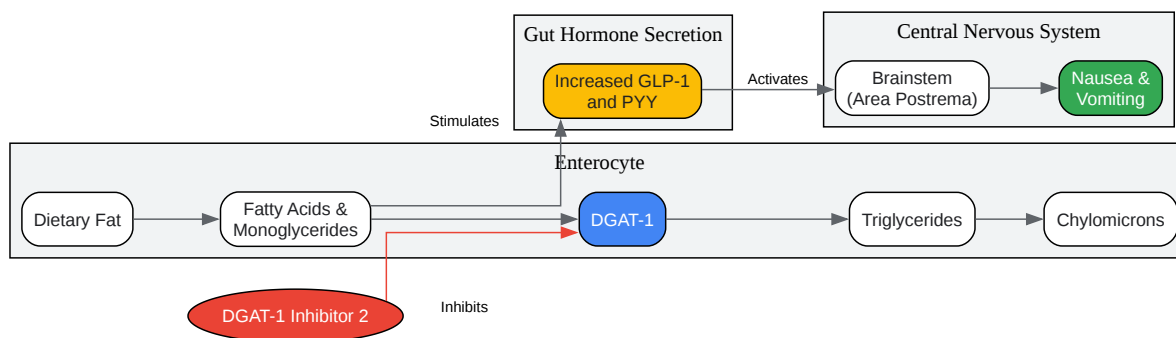 Gut Hormone Secretion
Increased GLP-1
and PYY
Activates
Central Nervous System
Brainstem
(Area Postrema)
Nausea &
Vomiting
Stimulates
Enterocyte
Dietary Fat
Fatty Acids &
Monoglycerides
DGAT-1
Triglycerides
Chylomicrons
DGAT-1 Inhibitor 2
Inhibits